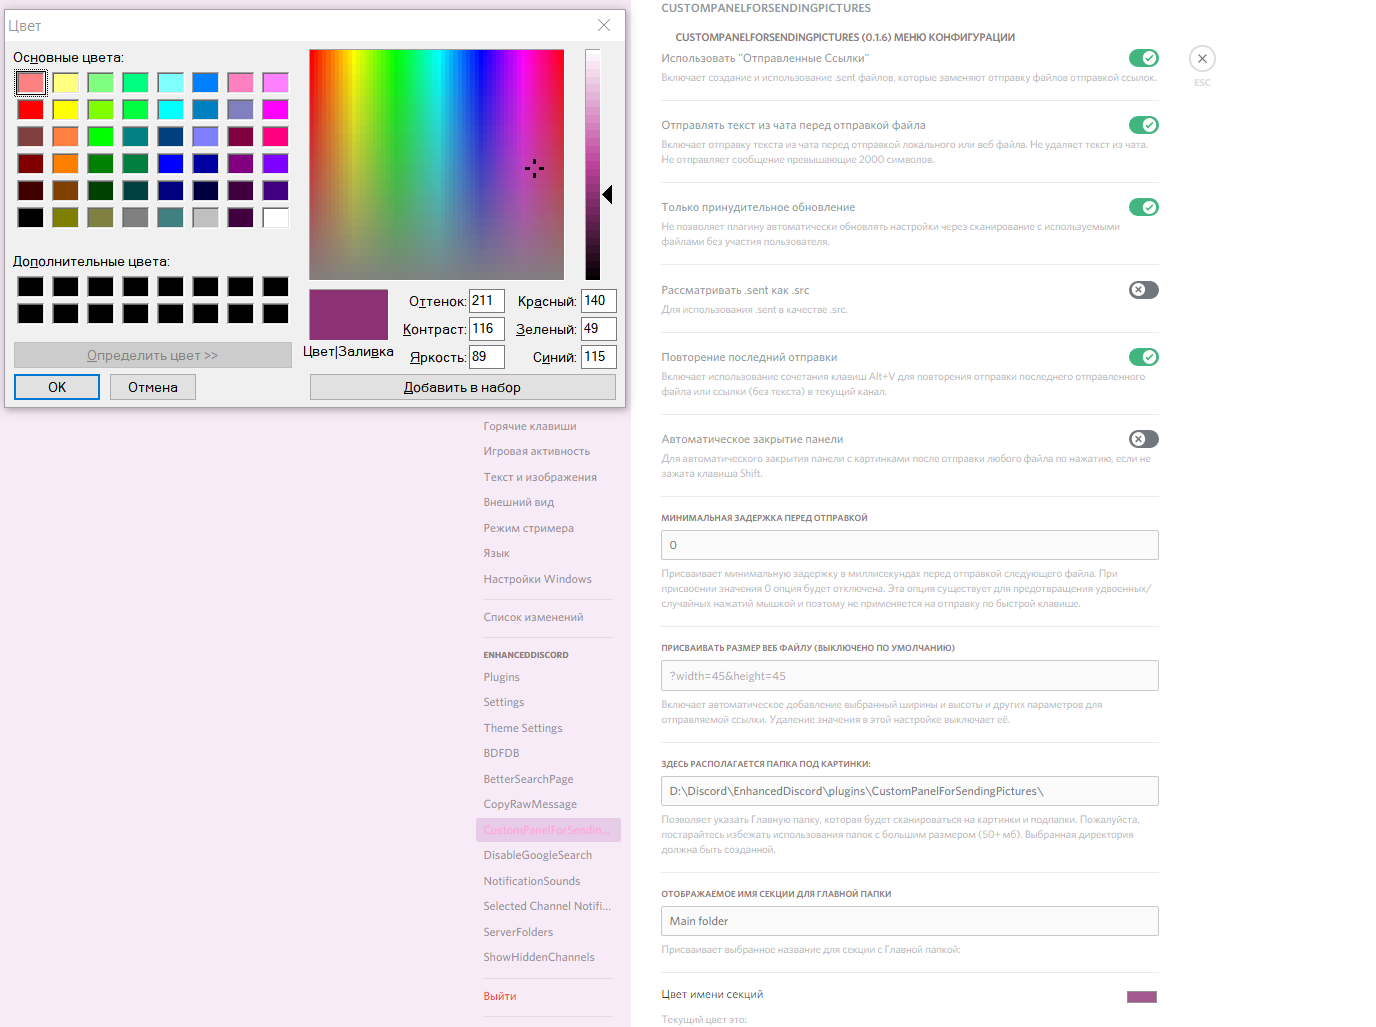 Цвет
Основные цвета:
Дополнительные цвета:
Определить цвет >>
OK
Отмена
Цвет|Заливка
Оттенок: 211
Контраст: 116
Яркость: 89
Красный: 140
Зеленый: 49
Синий: 115
Добавить в набор
Горячие клавиши
Игровая активность
Текст и изображения
Внешний вид
Режим стримера
Язык
Настройки Windows
Список изменений
ENHANCEDDISCORD
Plugins
Settings
Theme Settings
BDFDB
BetterSearchPage
CopyRawMessage
CustomPanelForSendin...
DisableGoogleSearch
NotificationSounds
Selected Channel Notifi...
ServerFolders
ShowHiddenChannels
Выйти
CUSTOMPANELFORSENDINGPICTURES
CUSTOMPANELFORSENDINGPICTURES (0.1.6) МЕНЮ КОНФИГУРАЦИИ
Использовать "Отправленные Ссылки"
Включает создание и использование .sent файлов, которые заменяют отправку файлов отправкой ссылок.
ESC
Отправлять текст из чата перед отправкой файла
Включает отправку текста из чата перед отправкой локального или веб файла. Не удаляет текст из чата.
Не отправляет сообщение превышающие 2000 символов.
Только принудительное обновление
Не позволяет плагину автоматически обновлять настройки через сканирование с используемыми
файлами без участия пользователя.
Рассматривать .sent как .src
Для использования .sent в качестве .src.
Повторение последний отправки
Включает использование сочетания клавиш Alt+V для повторения отправки последнего отправленного
файла или ссылки (без текста) в текущий канал.
Автоматическое закрытие панели
Для автоматического закрытия панели с картинками после отправки любого файла по нажатию, если не
зажата клавиша Shift.
МИНИМАЛЬНАЯ ЗАДЕРЖКА ПЕРЕД ОТПРАВКОЙ
0
Присваивает минимальную задержку в миллисекундах перед отправкой следующего файла. При
присвоении значения 0 опция будет отключена. Эта опция существует для предотвращения удвоенных/
случайных нажатий мышкой и поэтому не применяется на отправку по быстрой клавише.
ПРИСВАИВАТЬ РАЗМЕР ВЕБ ФАЙЛУ (ВЫКЛЮЧЕНО ПО УМОЛЧАНИЮ)
?width=45&height=45
Включает автоматическое добавление выбранный ширины и высоты и других параметров для
отправляемой ссылки. Удаление значения в этой настройке выключает её.
ЗДЕСЬ РАСПОЛАГАЕТСЯ ПАПКА ПОД КАРТИНКИ:
D:\Discord\EnhancedDiscord\plugins\CustomPanelForSendingPictures\
Позволяет указать Главную папку, которая будет сканироваться на картинки и подпапки. Пожалуйста,
постарайтесь избежать использования папок с большим размером (50+ мб). Выбранная директория
должна быть созданной.
ОТОБРАЖАЕМОЕ ИМЯ СЕКЦИИ ДЛЯ ГЛАВНОЙ ПАПКИ
Main folder
Присваивает выбранное название для секции с Главной папкой:
Цвет имени секций
Текущий цвет это: